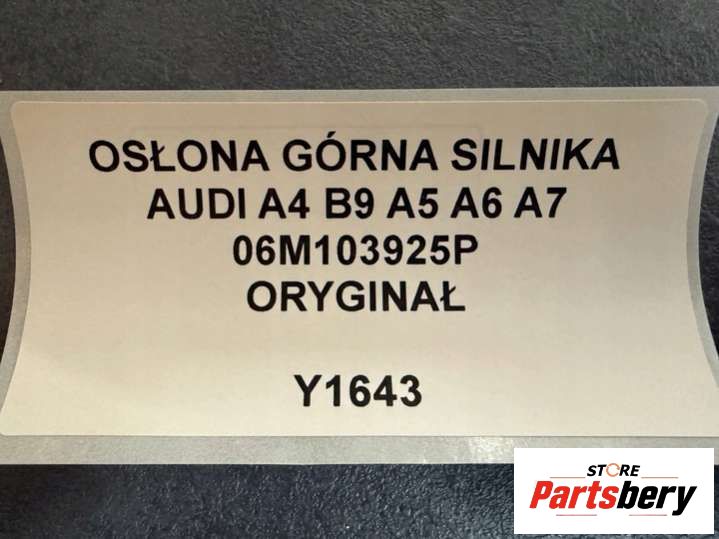 OSŁONA GÓRNA SILNIKA
AUDI A4 B9 A5 A6 A7
06M103925P
ORYGINAŁ
Y1643
STORE
Partsbery